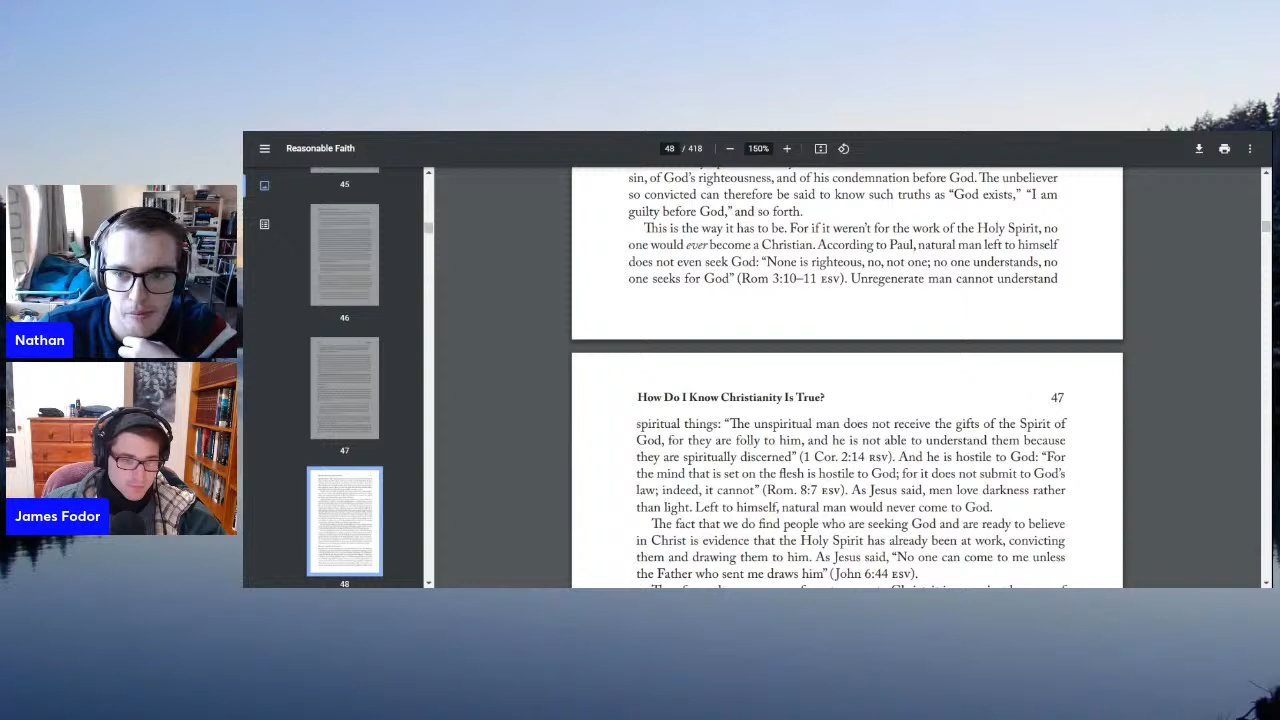 Reasonable Faith
48 / 418
150%
45
46
47
48
sin, of God's righteousness, and of his condemnation before God. The unbeliever
so convicted can therefore be said to know such truths as “God exists,” “I am
guilty before God,” and so forth.
This is the way it has to be. For if it weren't for the work of the Holy Spirit, no
one would ever become a Christian. According to Paul, natural man left to himself
does not even seek God: “None is righteous, no, not one; no one understands, no
one seeks for God” (Rom 3:10–11 ESV). Unregenerate man cannot understand
How Do I Know Christianity Is True?
47
spiritual things: “The unspiritual man does not receive the gifts of the Spirit of
God, for they are folly to him, and he is not able to understand them because
they are spiritually discerned” (1 Cor. 2:14 RSV). And he is hostile to God: “For
the mind that is set on the flesh is hostile to God; for it does not submit to God's
law; indeed, it cannot” (Rom. 8:7 ESV). As Jesus said, men love darkness rather
than light. Left to himself, natural man would never come to God.
The fact that we do find people who are seeking God and are ready to believe
in Christ is evidence that the Holy Spirit has already been at work, convicting
them and drawing them to him. As Jesus said, “No one can come to me unless
the Father who sent me draws him” (John 6:44 ESV).
Nathan
James Fodor